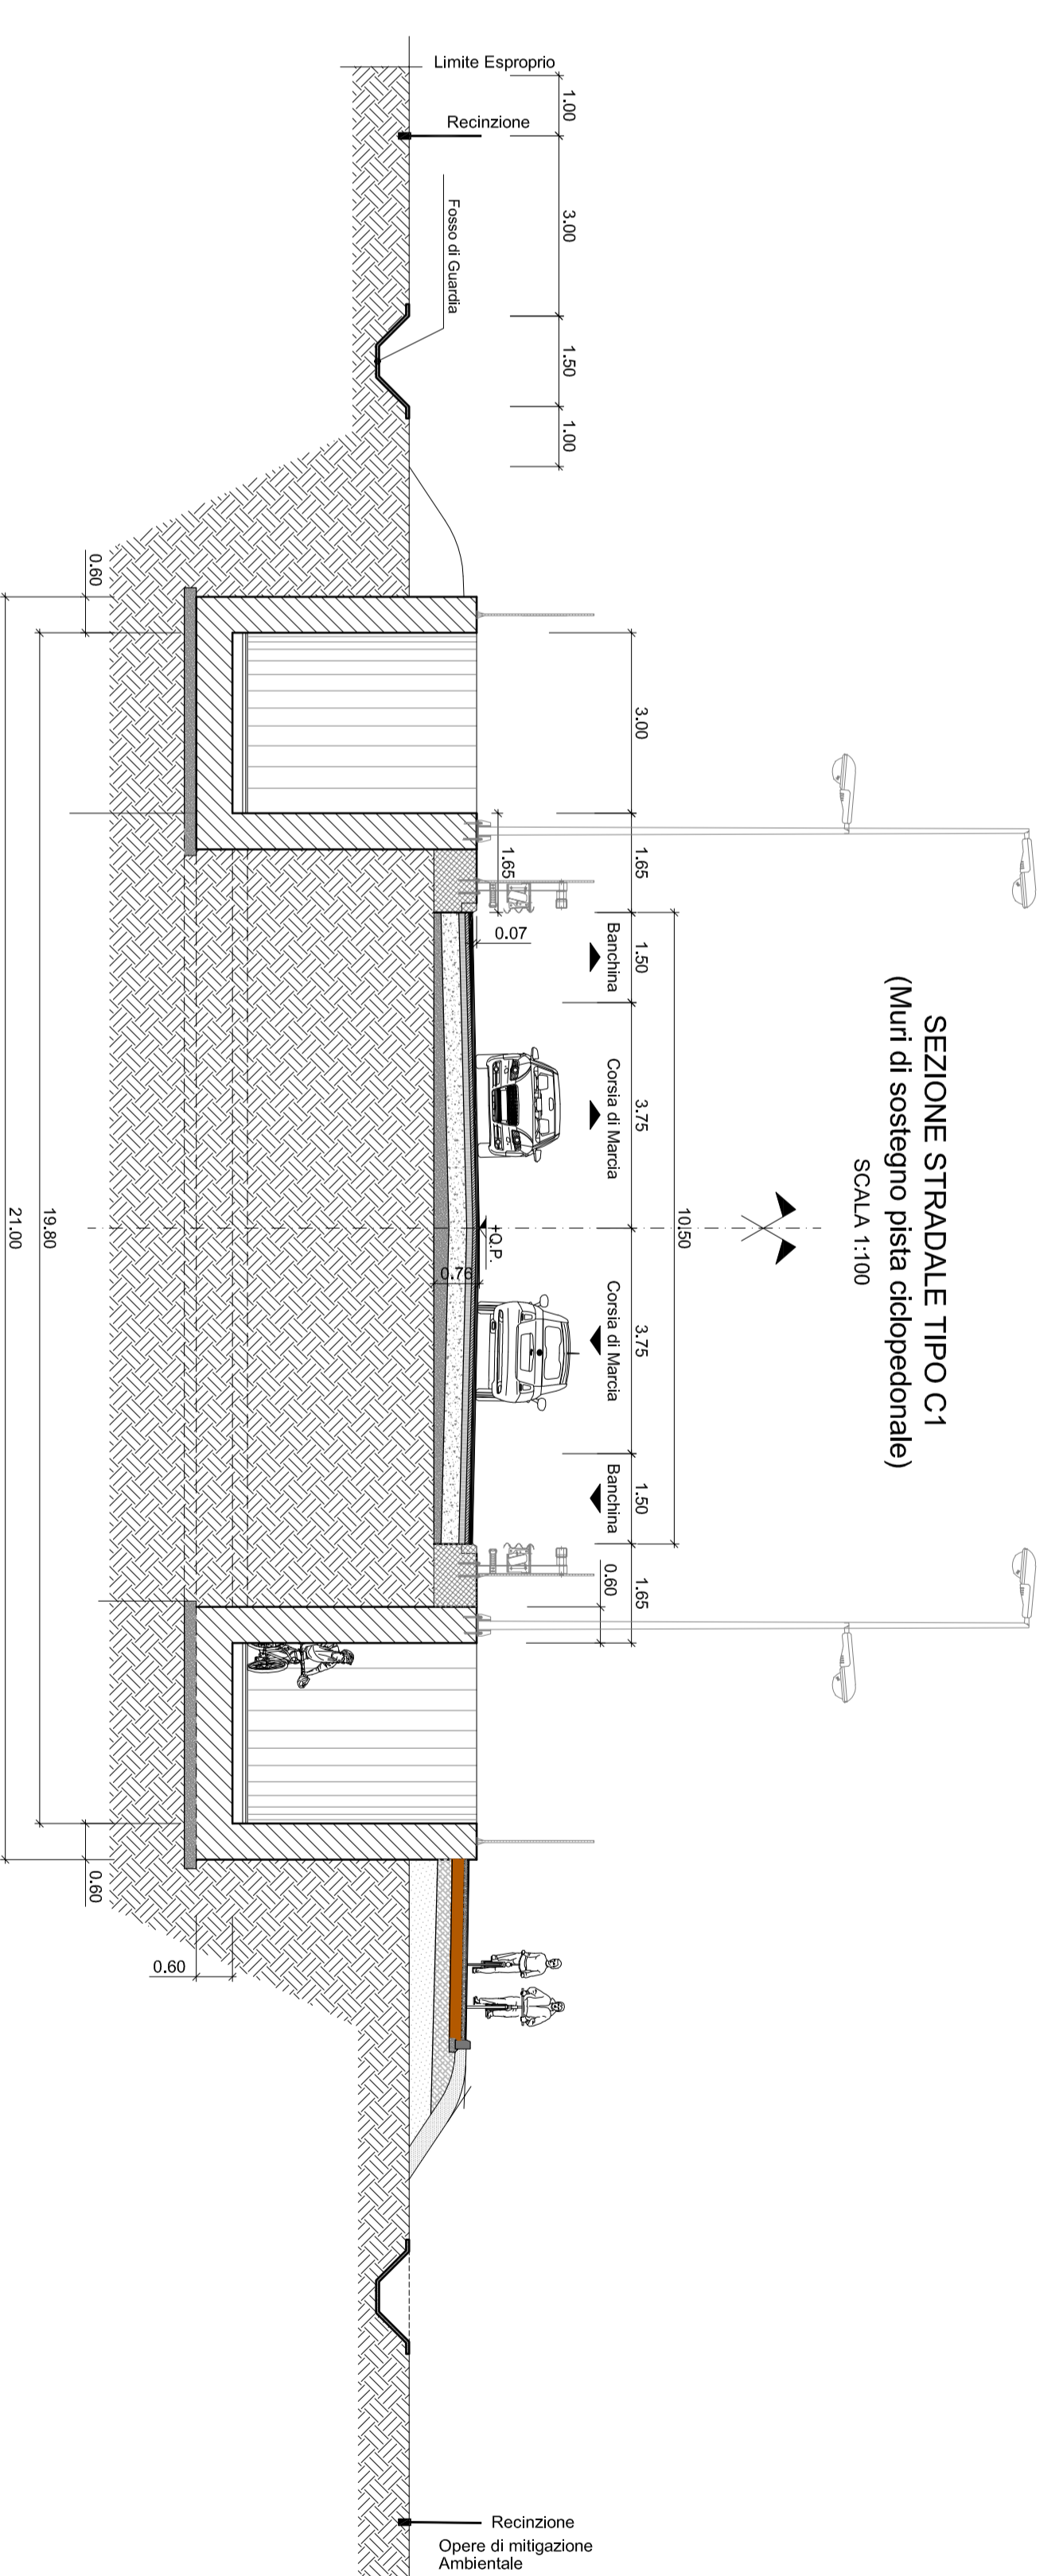 SEZIONE STRADALE TIPO C1
(Muri di sostegno pista ciclopedonale)
SCALA 1:100
10.50
3.00
1.65
1.50
3.75
3.75
1.50
1.65
Banchina
Corsia di Marcia
Corsia di Marcia
Banchina
0.60
1.00
3.00
1.50
1.00
Limite Esproprio
Recinzione
Fosso di Guardia
1.65
0.07
+Q.P.
0.76
Recinzione
Opere di mitigazione
Ambientale
0.60
0.60
0.60
19.80
21.00